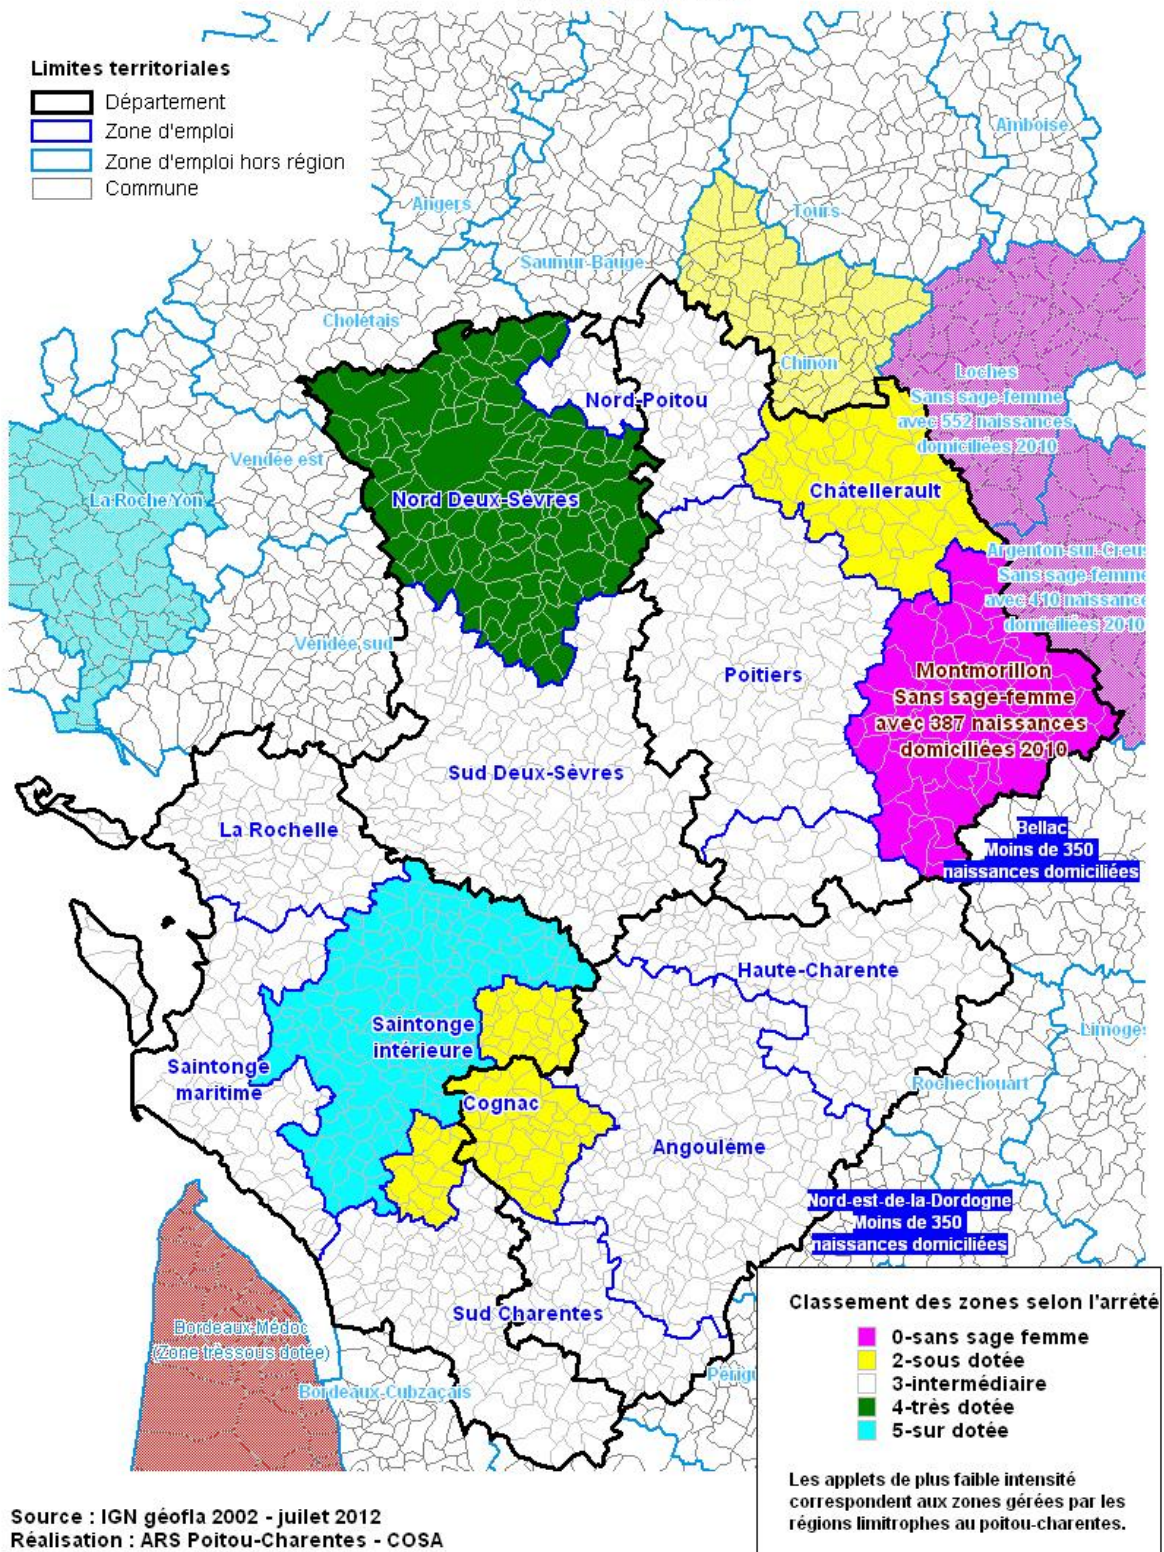 Limites territoriales
Département
Zone d'emploi
Zone d'emploi hors région
Commune
Amboise
Angers
Tours
Saumur-Baugé
Choletais
Chinon
Loches
Sans sage-femme
avec 552 naissances
domiciliées 2010
Nord-Poitou
Vendée est
La Roche/Yon
Nord Deux-Sèvres
Châtellerault
Argenton-sur-Creus
Sans sage-femme
avec 410 naissance
domiciliées 2010
Vendée sud
Poitiers
Montmorillon
Sans sage-femme
avec 387 naissances
domiciliées 2010
Sud Deux-Sèvres
La Rochelle
Bellac
Moins de 350
naissances domiciliées
Haute-Charente
Saintonge
intérieure
Limoges
Saintonge
maritime
Rochechouart
Cognac
Angoulême
Nord-est-de-la-Dordogne
Moins de 350
naissances domiciliées
Sud Charentes
Bordeaux-Médoc
(Zone trèssous dotée)
Bordeaux-Cubzaçais
Périgu
Classement des zones selon l'arrêté
0-sans sage femme
2-sous dotée
3-intermédiaire
4-très dotée
5-sur dotée
Les applets de plus faible intensité
correspondent aux zones gérées par les
régions limitrophes au poitou-charentes.
Source : IGN géofla 2002 - juilet 2012
Réalisation : ARS Poitou-Charentes - COSA